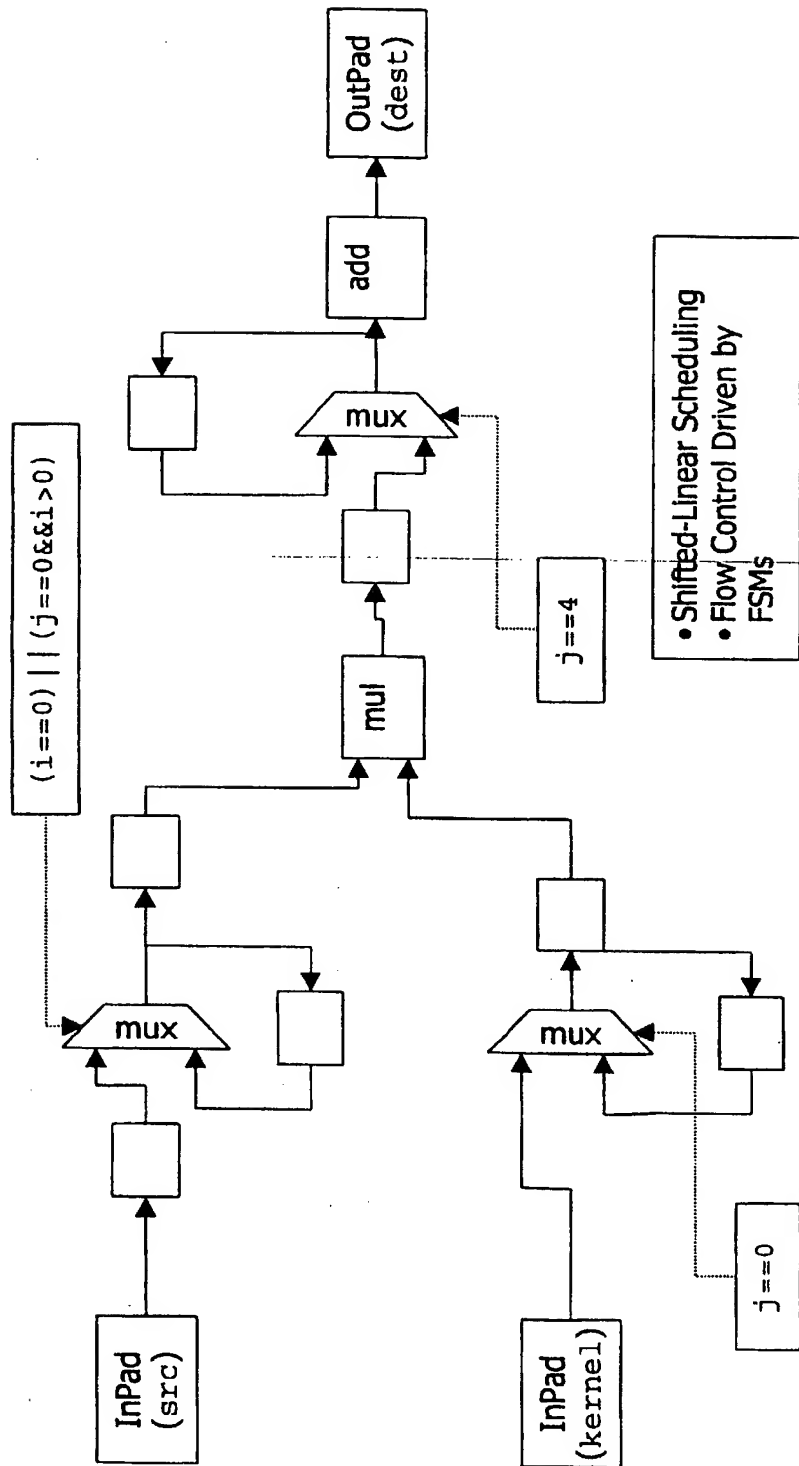 (i==0)||(j==0&&i>0)
InPad
(src)
mux
mul
mux
add
OutPad
(dest)
InPad
(kernel)
mux
j==0
j==4
• Shifted-Linear Scheduling
• Flow Control Driven by
FSMs